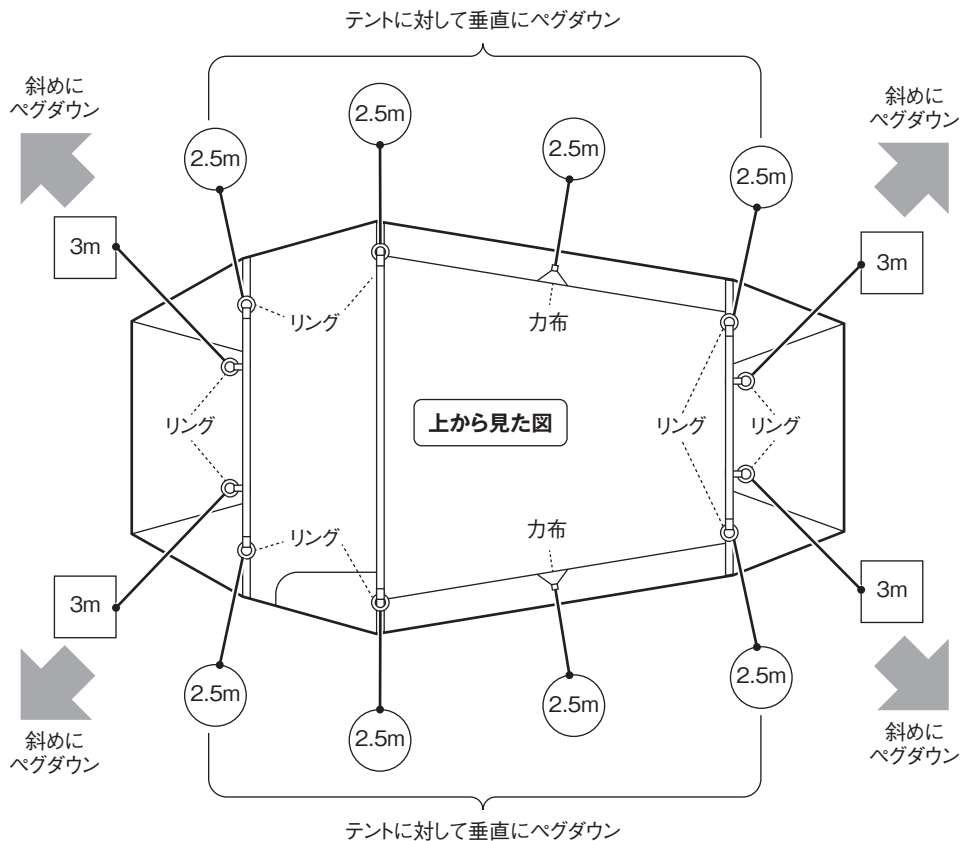 テントに対して垂直にペグダウン
斜めに
ペグダウン
斜めに
ペグダウン
2.5m
2.5m
2.5m
2.5m
3m
3m
リング
力布
リング
上から見た図
リング
リング
リング
力布
3m
3m
2.5m
2.5m
2.5m
2.5m
斜めに
ペグダウン
斜めに
ペグダウン
テントに対して垂直にペグダウン